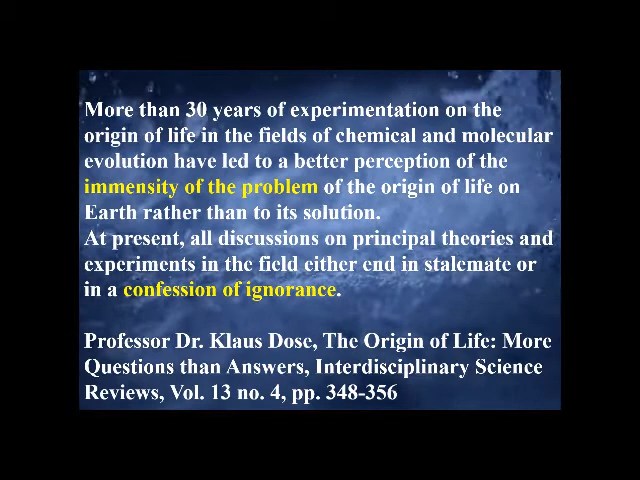 More than 30 years of experimentation on the
origin of life in the fields of chemical and molecular
evolution have led to a better perception of the
immensity of the problem of the origin of life on
Earth rather than to its solution.
At present, all discussions on principal theories and
experiments in the field either end in stalemate or
in a confession of ignorance.
Professor Dr. Klaus Dose, The Origin of Life: More
Questions than Answers, Interdisciplinary Science
Reviews, Vol. 13 no. 4, pp. 348-356